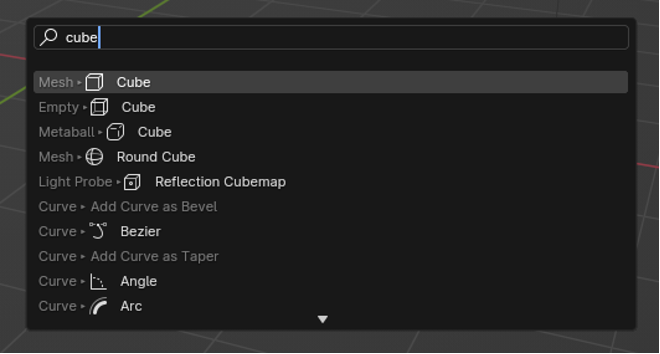 cube
Mesh ▸ Cube
Empty ▸ Cube
Metaball ▸ Cube
Mesh ▸ Round Cube
Light Probe ▸ Reflection Cubemap
Curve ▸ Add Curve as Bevel
Curve ▸ Bezier
Curve ▸ Add Curve as Taper
Curve ▸ Angle
Curve ▸ Arc